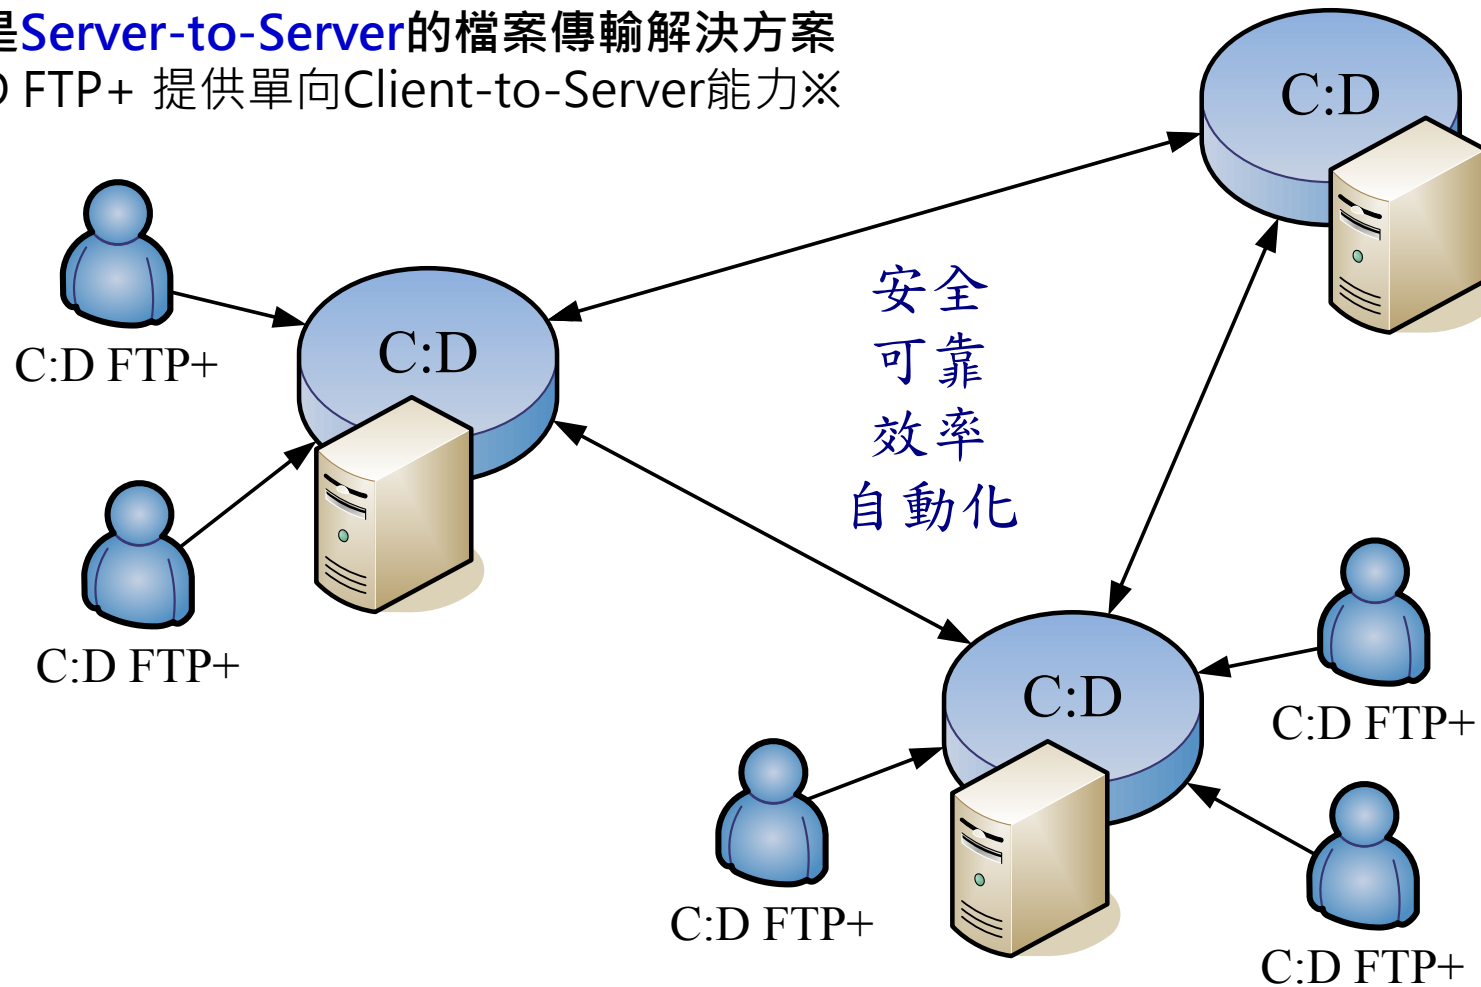 是Server-to-Server的檔案傳輸解決方案
D FTP+ 提供單向Client-to-Server能力※
C:D
安全
可靠
效率
自動化
C:D
C:D FTP+
C:D FTP+
C:D
C:D FTP+
C:D FTP+
C:D FTP+